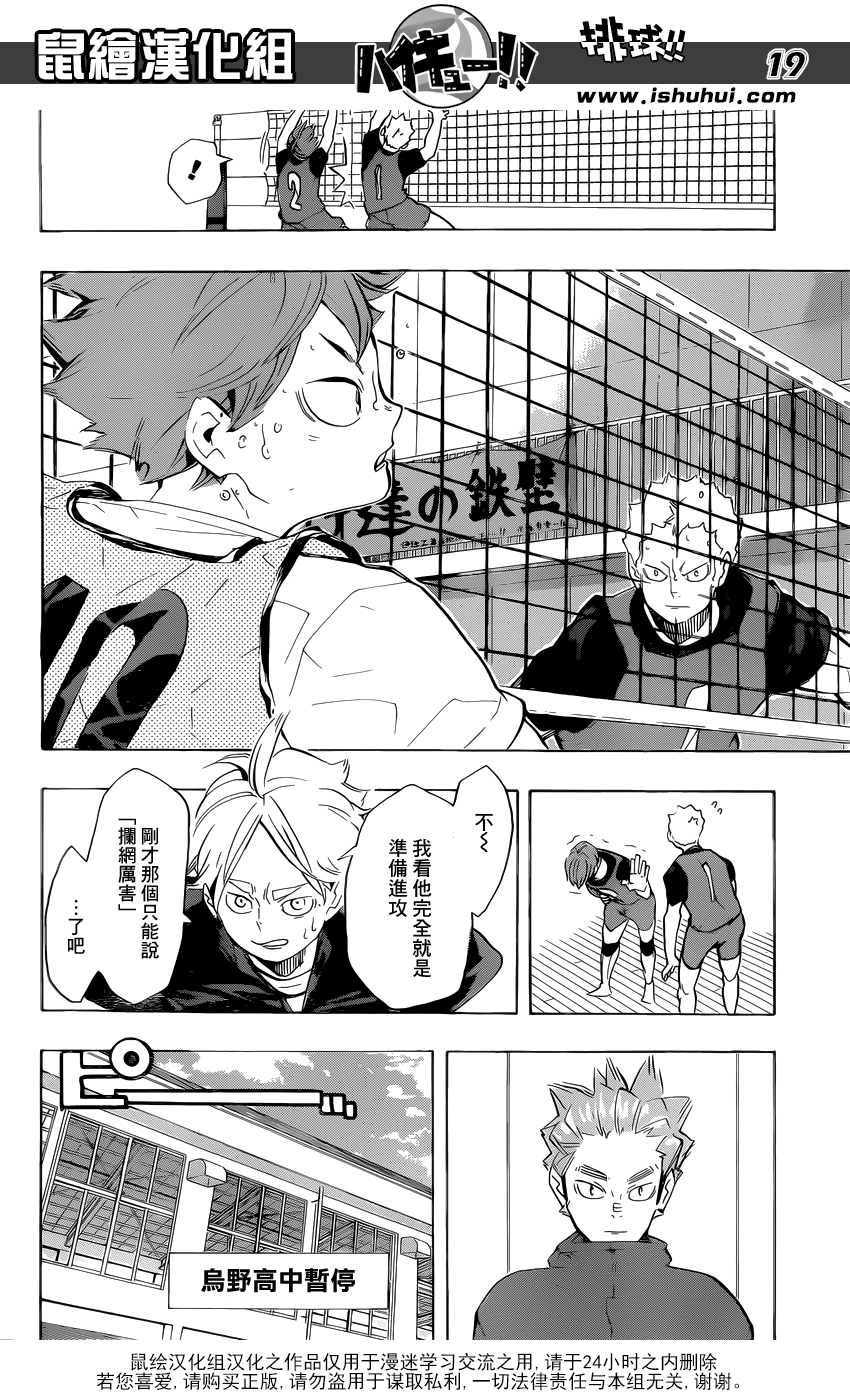 鼠繪漢化組
ハイキュー!!
排球!!
19
www.ishuhui.com
!
2
1
達の鉄壁
10
1
不~
我看他完全就是
準備進攻
剛才那個只能說
「攔網厲害」
…了吧
烏野高中暫停
鼠绘汉化组汉化之作品仅用于漫迷学习交流之用,请于24小时之内删除
若您喜爱,请购买正版,请勿盗用于谋取私利,一切法律责任与本组无关,谢谢。